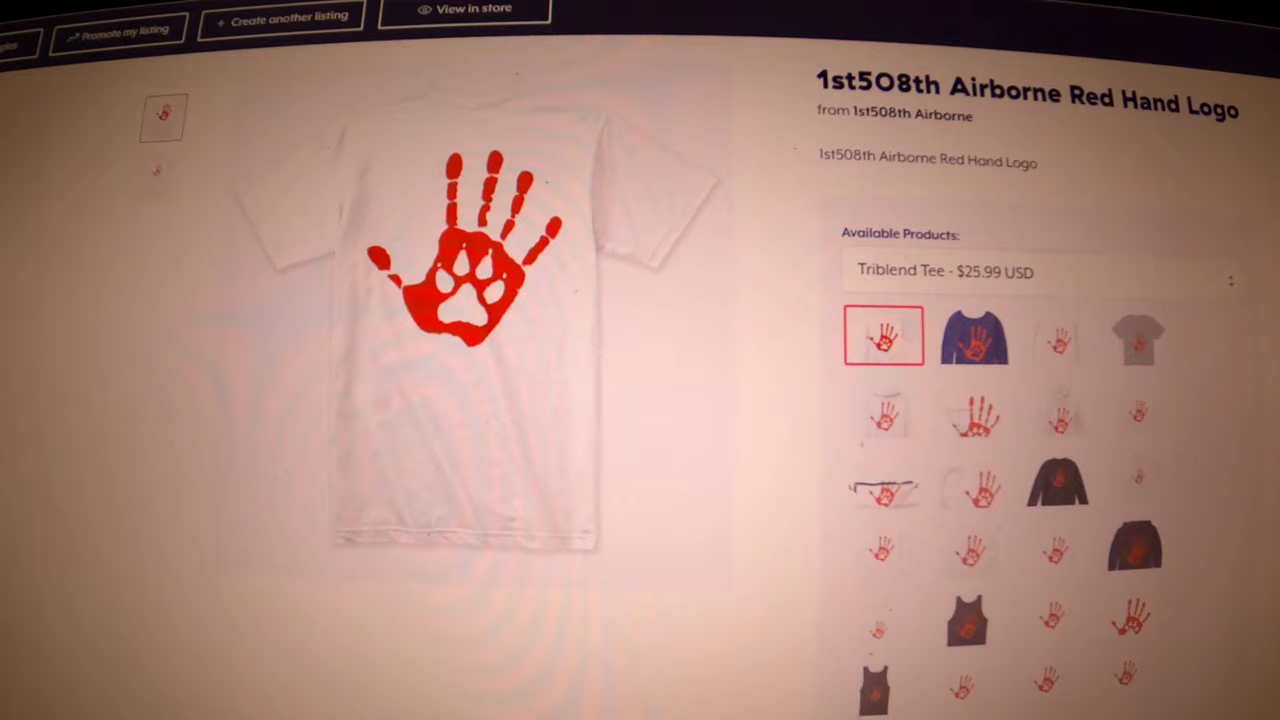 ples
Promote my listing
+ Create another listing
View in store
1st508th Airborne Red Hand Logo
from 1st508th Airborne
1st508th Airborne Red Hand Logo
Available Products:
Triblend Tee - $25.99 USD